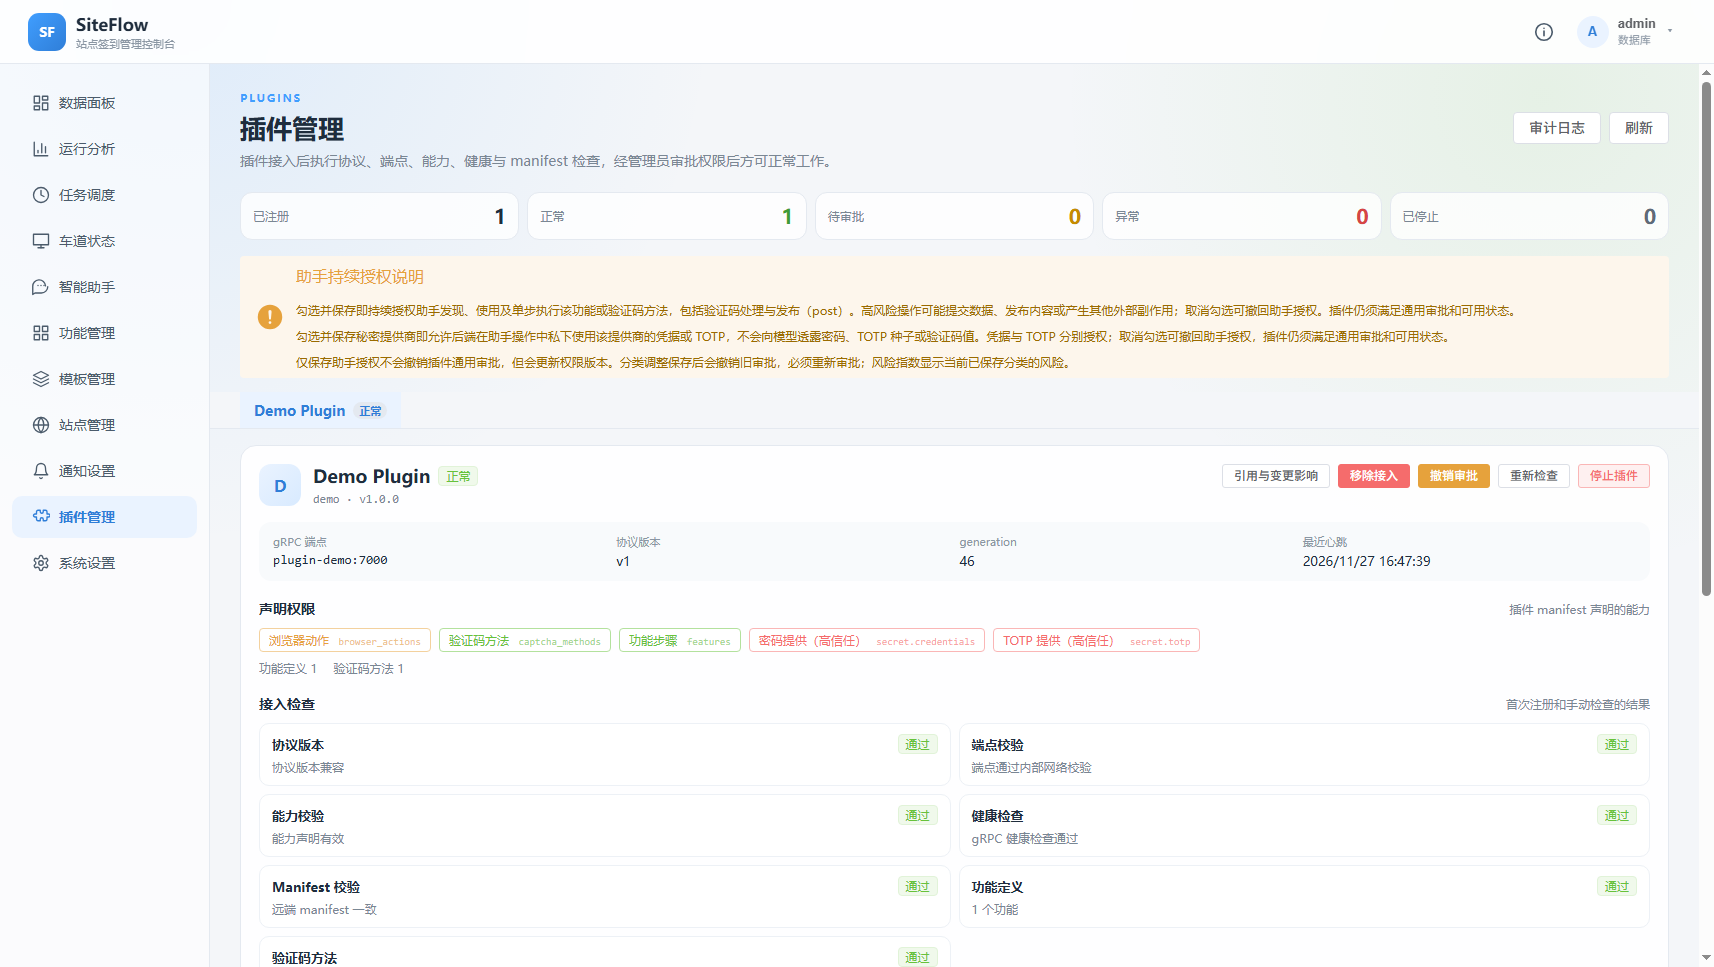 SF
SiteFlow
站点签到管理控制台
A
admin
数据库
数据面板
运行分析
任务调度
车道状态
智能助手
功能管理
模板管理
站点管理
通知设置
插件管理
系统设置
PLUGINS
插件管理
插件接入后执行协议、端点、能力、健康与 manifest 检查，经管理员审批权限后方可正常工作。
审计日志
刷新
已注册 1
正常 1
待审批 0
异常 0
已停止 0
助手持续授权说明
勾选并保存即持续授权助手发现、使用及单步执行该功能或验证码方法，包括验证码处理与发布（post）。高风险操作可能提交数据、发布内容或产生其他外部副作用；取消勾选可撤回助手授权。插件仍须满足通用审批和可用状态。
勾选并保存秘密提供商即允许后端在助手操作中私下使用该提供商的凭据或 TOTP，不会向模型透露密码、TOTP 种子或验证码值。凭据与 TOTP 分别授权；取消勾选可撤回助手授权，插件仍须满足通用审批和可用状态。
仅保存助手授权不会撤销插件通用审批，但会更新权限版本。分类调整保存后会撤销旧审批，必须重新审批；风险指数显示当前已保存分类的风险。
Demo Plugin 正常
D
Demo Plugin 正常
demo · v1.0.0
引用与变更影响
移除接入
撤销审批
重新检查
停止插件
gRPC 端点
plugin-demo:7000
协议版本
v1
generation
46
最近心跳
2026/11/27 16:47:39
声明权限
插件 manifest 声明的能力
浏览器动作 browser_actions
验证码方法 captcha_methods
功能步骤 features
密码提供（高信任） secret.credentials
TOTP 提供（高信任） secret.totp
功能定义 1 验证码方法 1
接入检查
首次注册和手动检查的结果
协议版本 通过
协议版本兼容
端点校验 通过
端点通过内部网络校验
能力校验 通过
能力声明有效
健康检查 通过
gRPC 健康检查通过
Manifest 校验 通过
远端 manifest 一致
功能定义 通过
1 个功能
验证码方法 通过